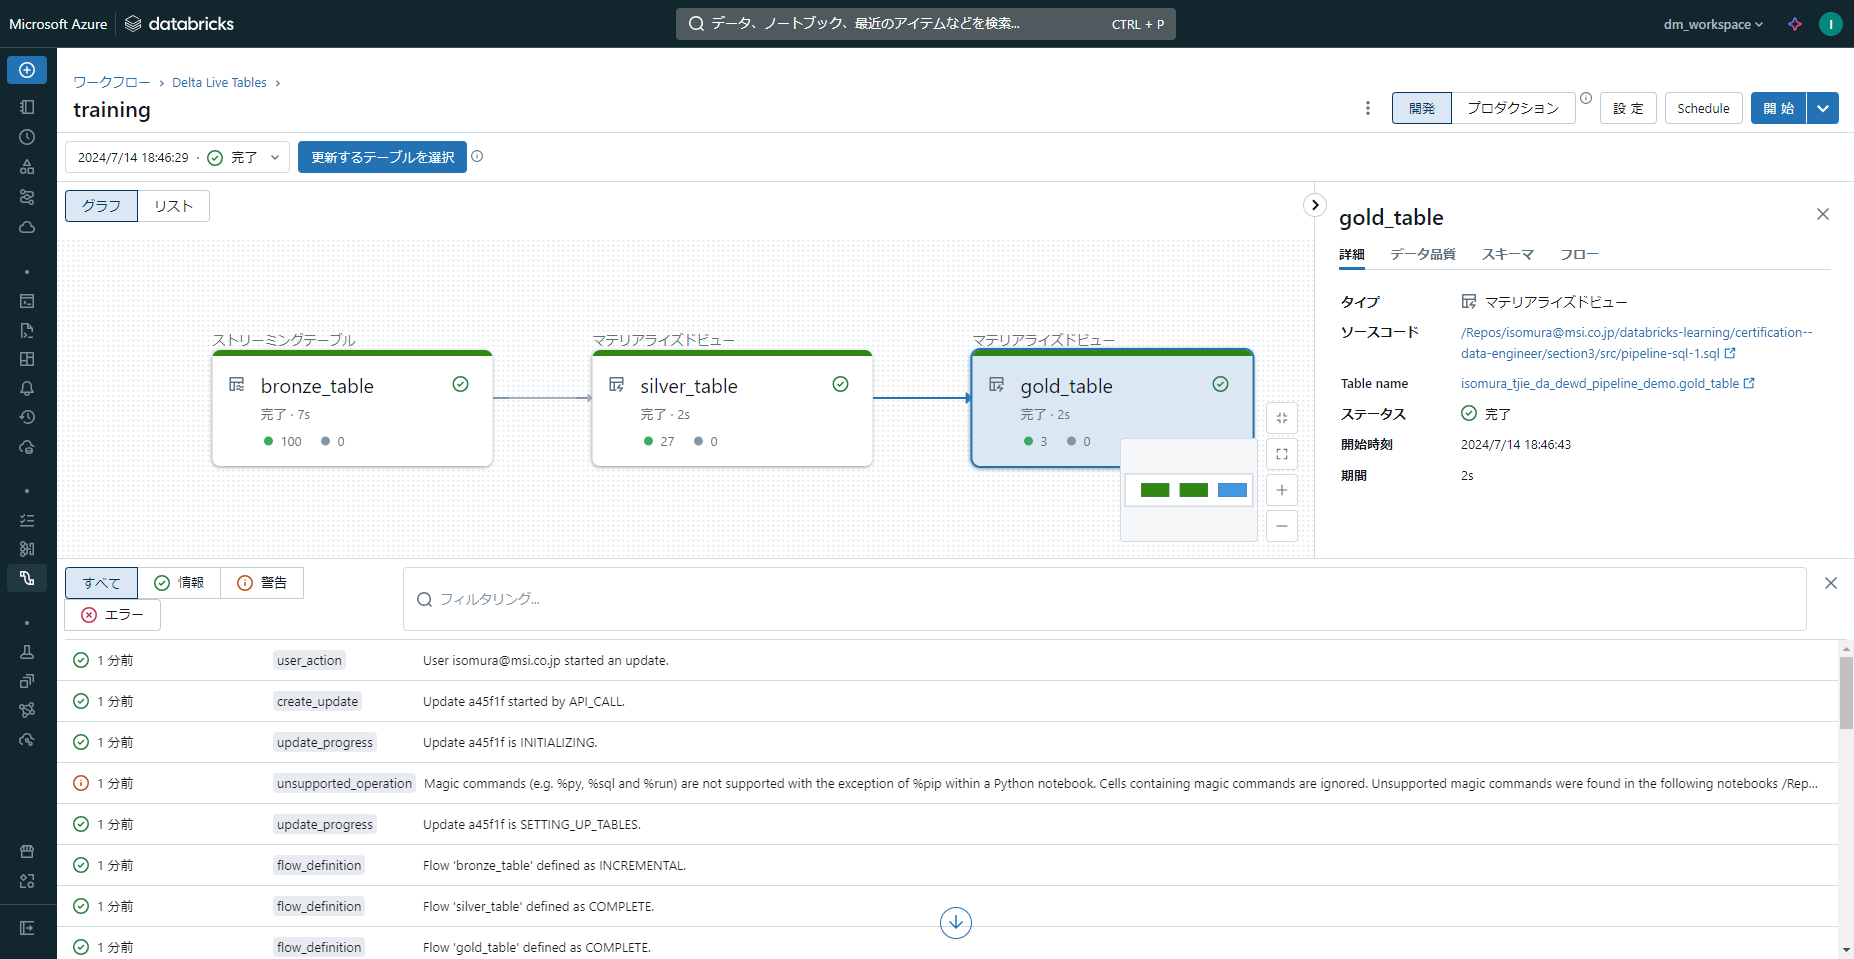 Microsoft Azure databricks データ、ノートブック、最近のアイテムなどを検索... CTRL + P dm_workspace I
ワークフロー › Delta Live Tables ›
training
開発 プロダクション 設定 Schedule 開始
2024/7/14 18:46:29 · 完了 更新するテーブルを選択
グラフ リスト
ストリーミングテーブル
bronze_table
完了 · 7s
100 0
マテリアライズドビュー
silver_table
完了 · 2s
27 0
マテリアライズドビュー
gold_table
完了 · 2s
3 0
gold_table
詳細 データ品質 スキーマ フロー
タイプ マテリアライズドビュー
ソースコード /Repos/isomura@msi.co.jp/databricks-learning/certification--
data-engineer/section3/src/pipeline-sql-1.sql
Table name isomura_tjie_da_dewd_pipeline_demo.gold_table
ステータス 完了
開始時刻 2024/7/14 18:46:43
期間 2s
すべて 情報 警告
エラー
フィルタリング...
1 分前 user_action User isomura@msi.co.jp started an update.
1 分前 create_update Update a45f1f started by API_CALL.
1 分前 update_progress Update a45f1f is INITIALIZING.
1 分前 unsupported_operation Magic commands (e.g. %py, %sql and %run) are not supported with the exception of %pip within a Python notebook. Cells containing magic commands are ignored. Unsupported magic commands were found in the following notebooks /Rep...
1 分前 update_progress Update a45f1f is SETTING_UP_TABLES.
1 分前 flow_definition Flow 'bronze_table' defined as INCREMENTAL.
1 分前 flow_definition Flow 'silver_table' defined as COMPLETE.
1 分前 flow_definition Flow 'gold_table' defined as COMPLETE.